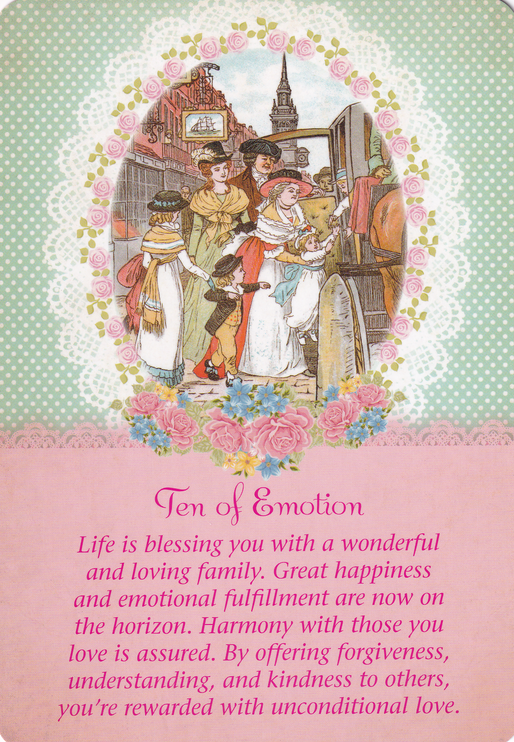 Ten of Emotion
Life is blessing you with a wonderful
and loving family. Great happiness
and emotional fulfillment are now on
the horizon. Harmony with those you
love is assured. By offering forgiveness,
understanding, and kindness to others,
you're rewarded with unconditional love.